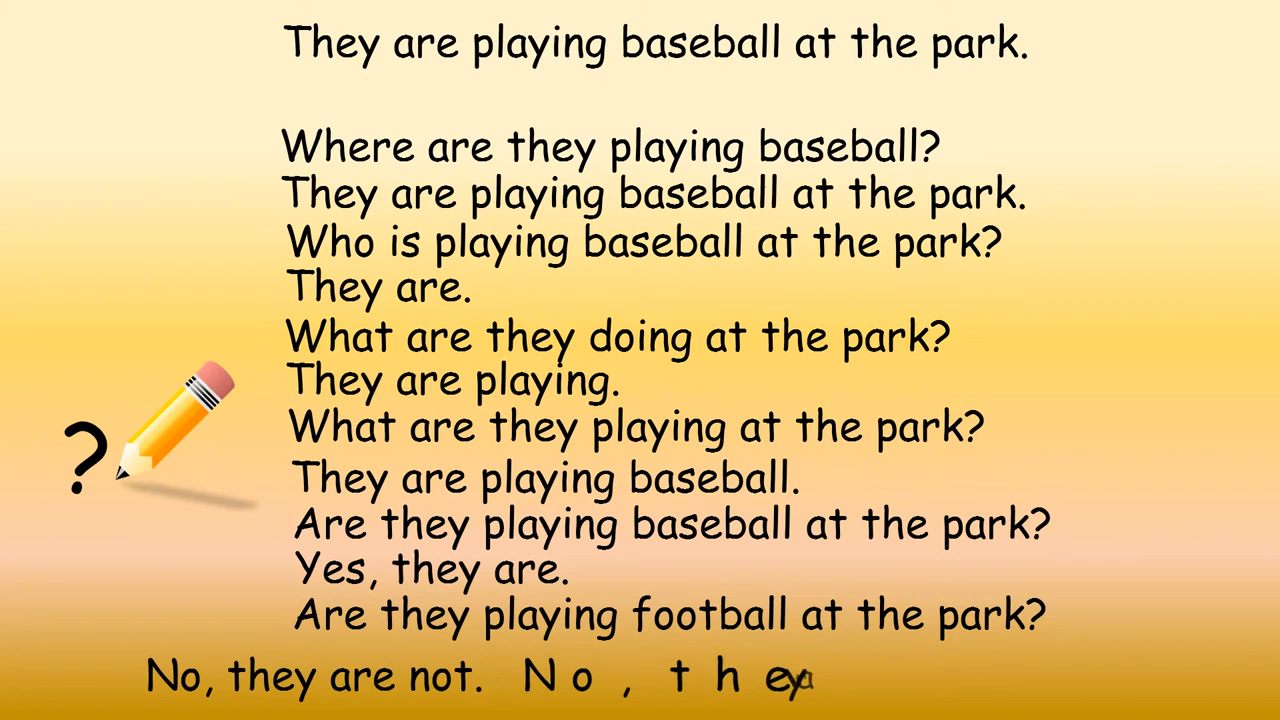 They are playing baseball at the park.
Where are they playing baseball?
They are playing baseball at the park.
Who is playing baseball at the park?
They are.
What are they doing at the park?
They are playing.
What are they playing at the park?
They are playing baseball.
?
Are they playing baseball at the park?
Yes, they are.
Are they playing football at the park?
No, they are not. No, they